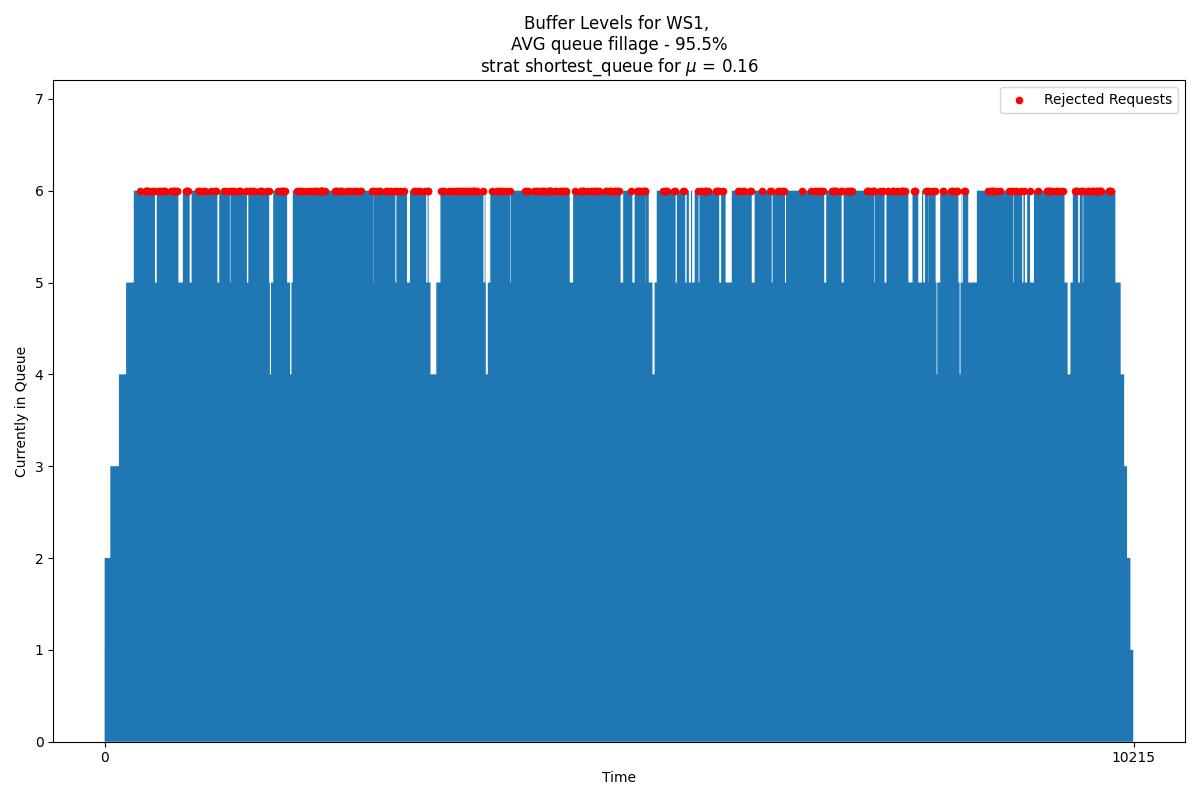 Buffer Levels for WS1,
AVG queue fillage - 95.5%
strat shortest_queue for μ = 0.16
Rejected Requests
7
6
5
4
3
2
1
0
Currently in Queue
0 10215
Time